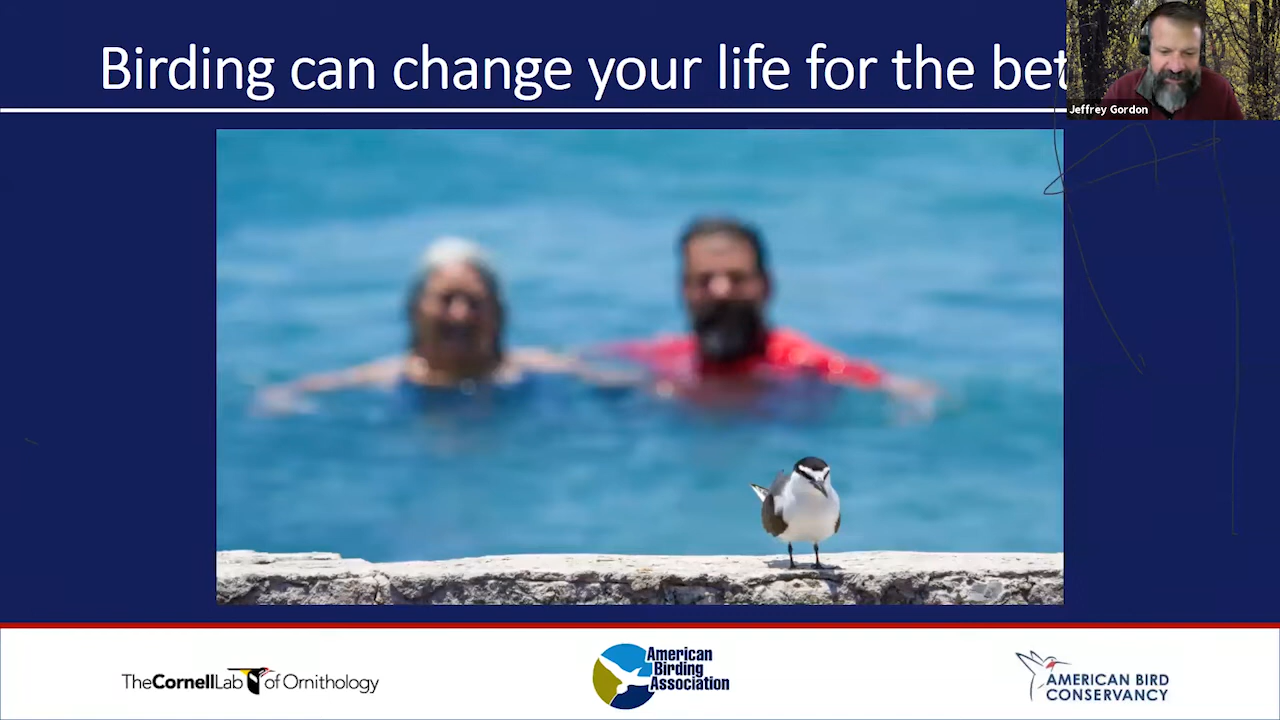 Birding can change your life for the bet
Jeffrey Gordon
TheCornellLab of Ornithology
American
Birding
Association
AMERICAN BIRD
CONSERVANCY